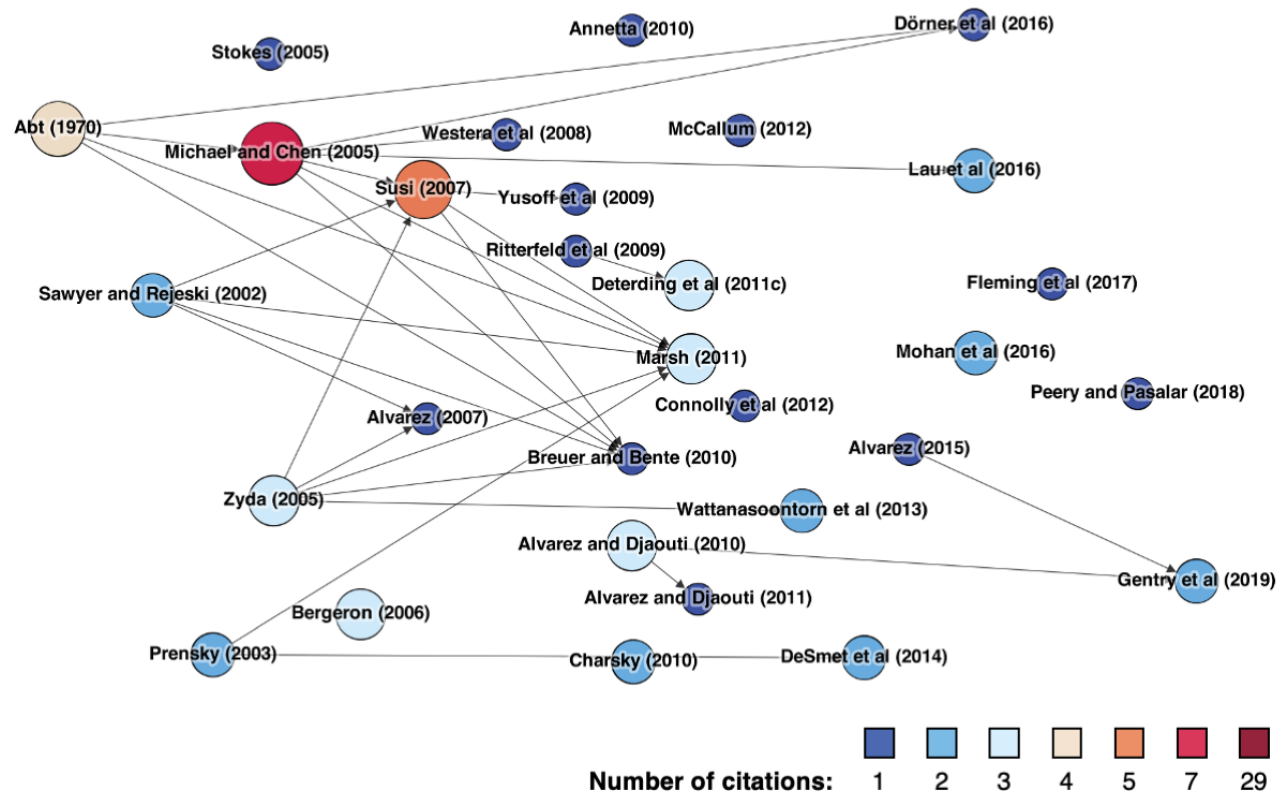 Dörner et al (2016)
Annetta (2010)
Stokes (2005)
Abt (1970)
Westera et al (2008)
McCallum (2012)
Michael and Chen (2005)
Lau et al (2016)
Susi (2007)
Yusoff et al (2009)
Ritterfeld et al (2009)
Deterding et al (2011c)
Fleming et al (2017)
Sawyer and Rejeski (2002)
Mohan et al (2016)
Marsh (2011)
Peery and Pasalar (2018)
Connolly et al (2012)
Alvarez (2007)
Alvarez (2015)
Breuer and Bente (2010)
Zyda (2005)
Wattanasoontorn et al (2013)
Alvarez and Djaouti (2010)
Gentry et al (2019)
Alvarez and Djaouti (2011)
Bergeron (2006)
Prensky (2003)
Charsky (2010)
DeSmet et al (2014)
Number of citations: 1 2 3 4 5 7 29